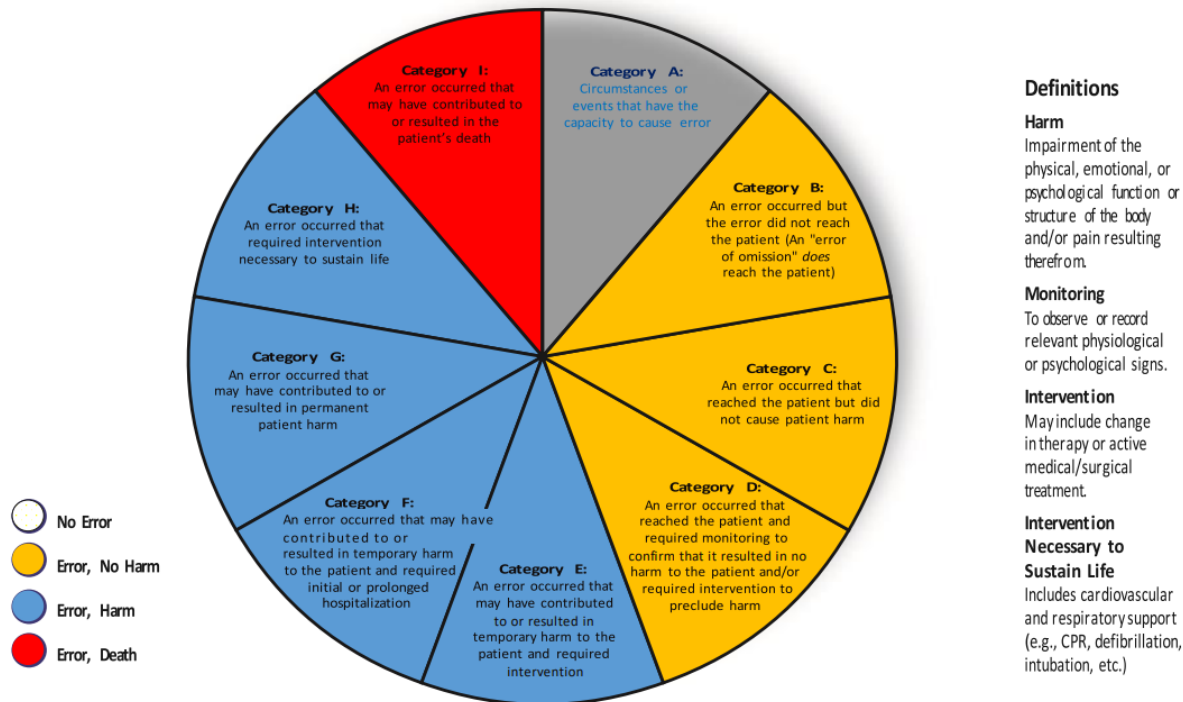 Category I:
An error occurred that
may have contributed to
or resulted in the
patient's death
Category A:
Circumstances or
events that have the
capacity to cause error
Category B:
An error occurred but
the error did not reach
the patient (An "error
of omission" does
reach the patient)
Category C:
An error occurred that
reached the patient but did
not cause patient harm
Category D:
An error occurred that
reached the patient and
required monitoring to
confirm that it resulted in no
harm to the patient and/or
required intervention to
preclude harm
Category E:
An error occurred that
may have contributed
to or resulted in
temporary harm to the
patient and required
intervention
Category F:
An error occurred that may have
contributed to or
resulted in temporary harm
to the patient and required
initial or prolonged
hospitalization
Category G:
An error occurred that
may have contributed to or
resulted in permanent
patient harm
Category H:
An error occurred that
required intervention
necessary to sustain life
No Error
Error, No Harm
Error, Harm
Error, Death
Definitions
Harm
Impairment of the
physical, emotional, or
psychological function or
structure of the body
and/or pain resulting
therefrom.
Monitoring
To observe or record
relevant physiological
or psychological signs.
Intervention
May include change
in therapy or active
medical/surgical
treatment.
Intervention
Necessary to
Sustain Life
Includes cardiovascular
and respiratory support
(e.g., CPR, defibrillation,
intubation, etc.)